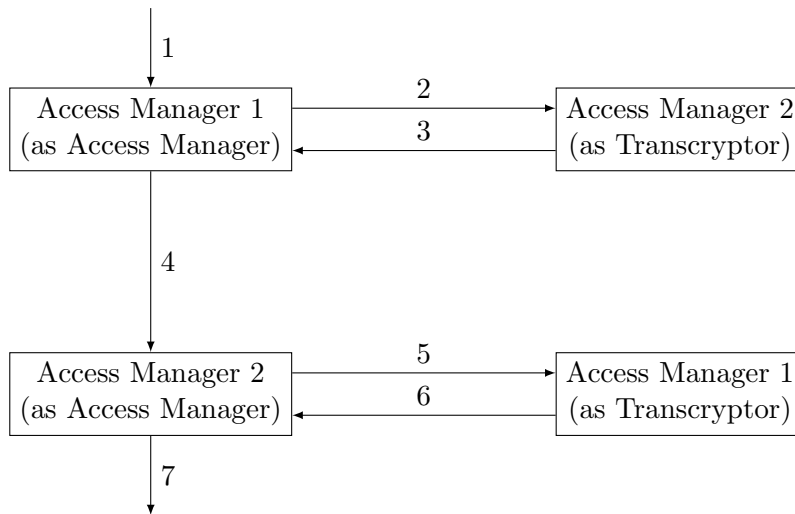 1
Access Manager 1
(as Access Manager)
2
3
Access Manager 2
(as Transcryptor)
4
Access Manager 2
(as Access Manager)
5
6
Access Manager 1
(as Transcryptor)
7